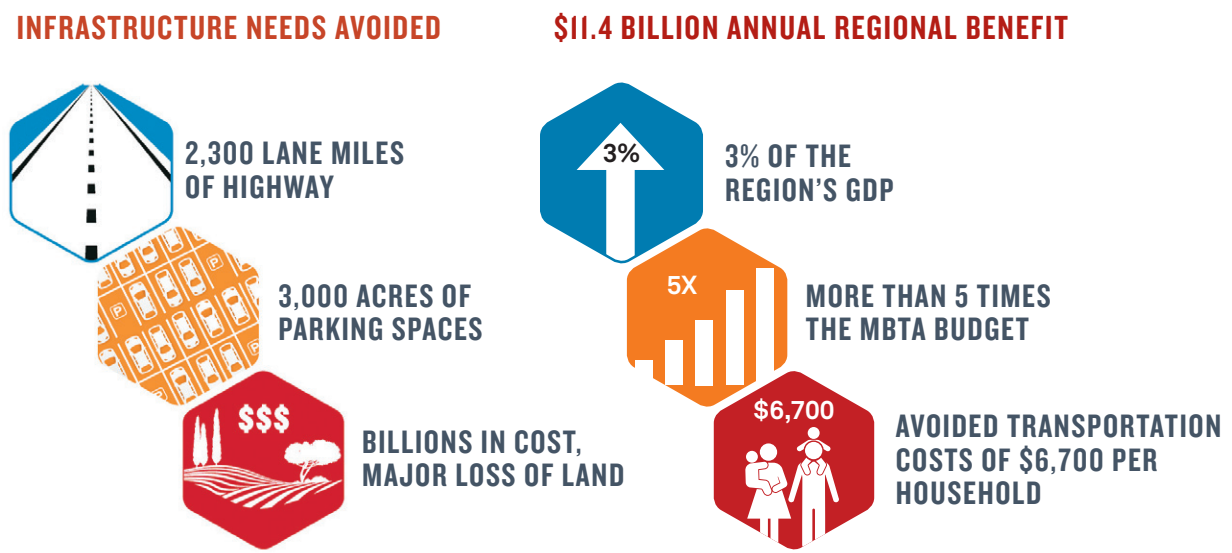 INFRASTRUCTURE NEEDS AVOIDED
2,300 LANE MILES
OF HIGHWAY
P
P
P
P
3,000 ACRES OF
PARKING SPACES
$$$
BILLIONS IN COST,
MAJOR LOSS OF LAND
$11.4 BILLION ANNUAL REGIONAL BENEFIT
3%
3% OF THE
REGION'S GDP
5X
MORE THAN 5 TIMES
THE MBTA BUDGET
$6,700
AVOIDED TRANSPORTATION
COSTS OF $6,700 PER
HOUSEHOLD